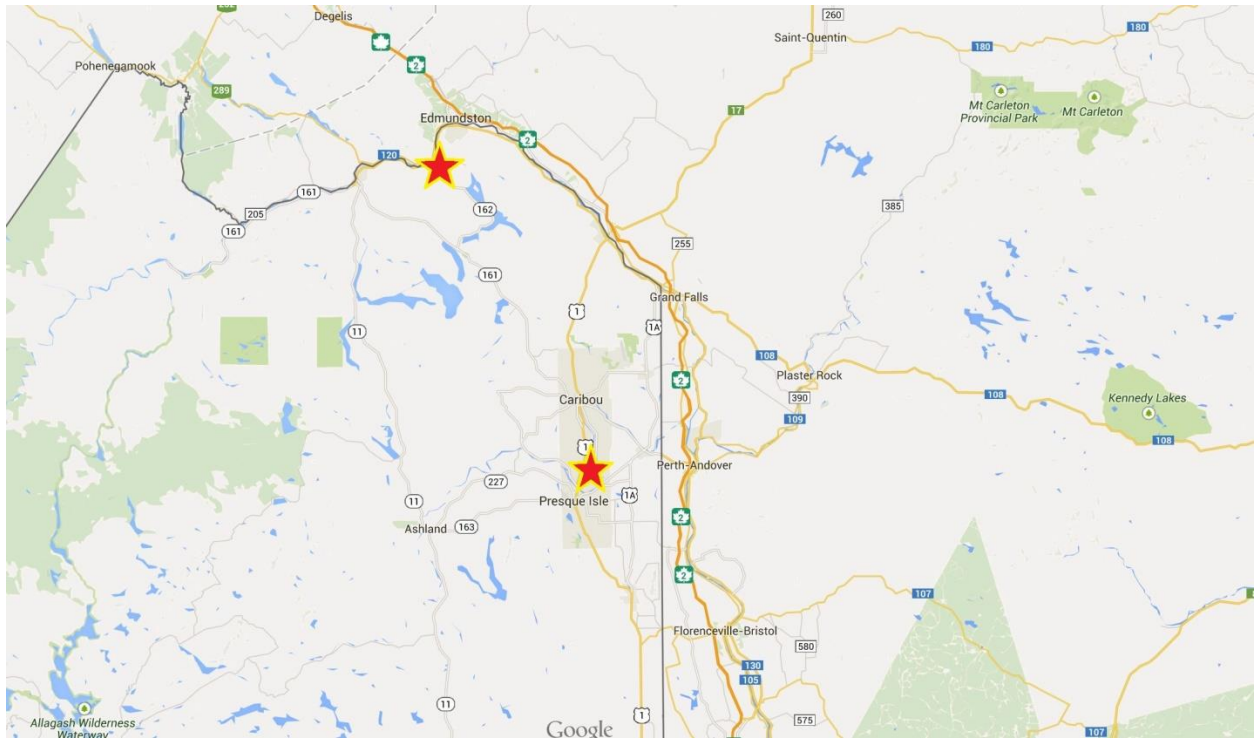 Degelis
260
Saint-Quentin
180
180
Pohenegamook
2
289
Mt Carleton
Provincial Park
Mt Carleton
17
Edmundston
2
120
161
205
161
162
385
255
161
Grand Falls
1
1A
11
108
2
Plaster Rock
390
108
Kennedy Lakes
Caribou
109
108
1
Perth-Andover
227
1A
11
Presque Isle
2
Ashland
163
2
107
Florenceville-Bristol
580
130
105
11
Allagash Wilderness
Waterway
1
575
107
Google